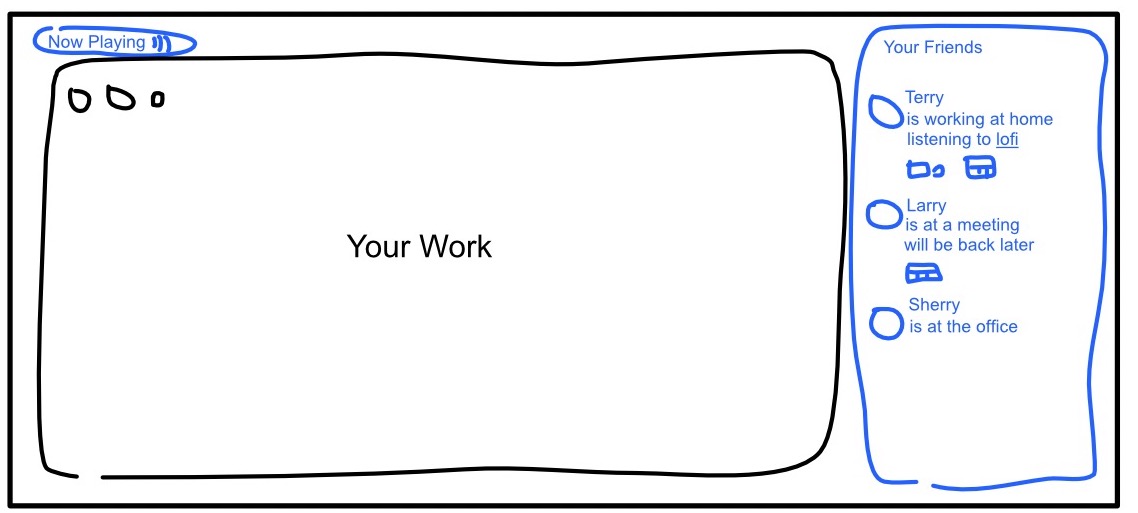 Now Playing
Your Work
Your Friends
Terry
is working at home
listening to lofi
Larry
is at a meeting
will be back later
Sherry
is at the office